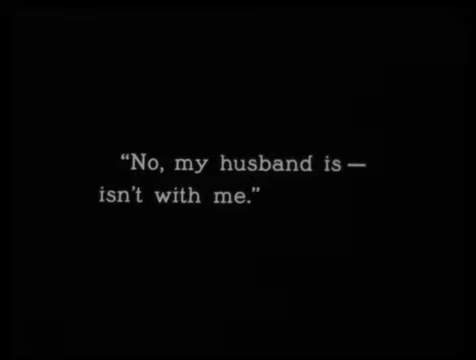 “No, my husband is —
isn’t with me.”